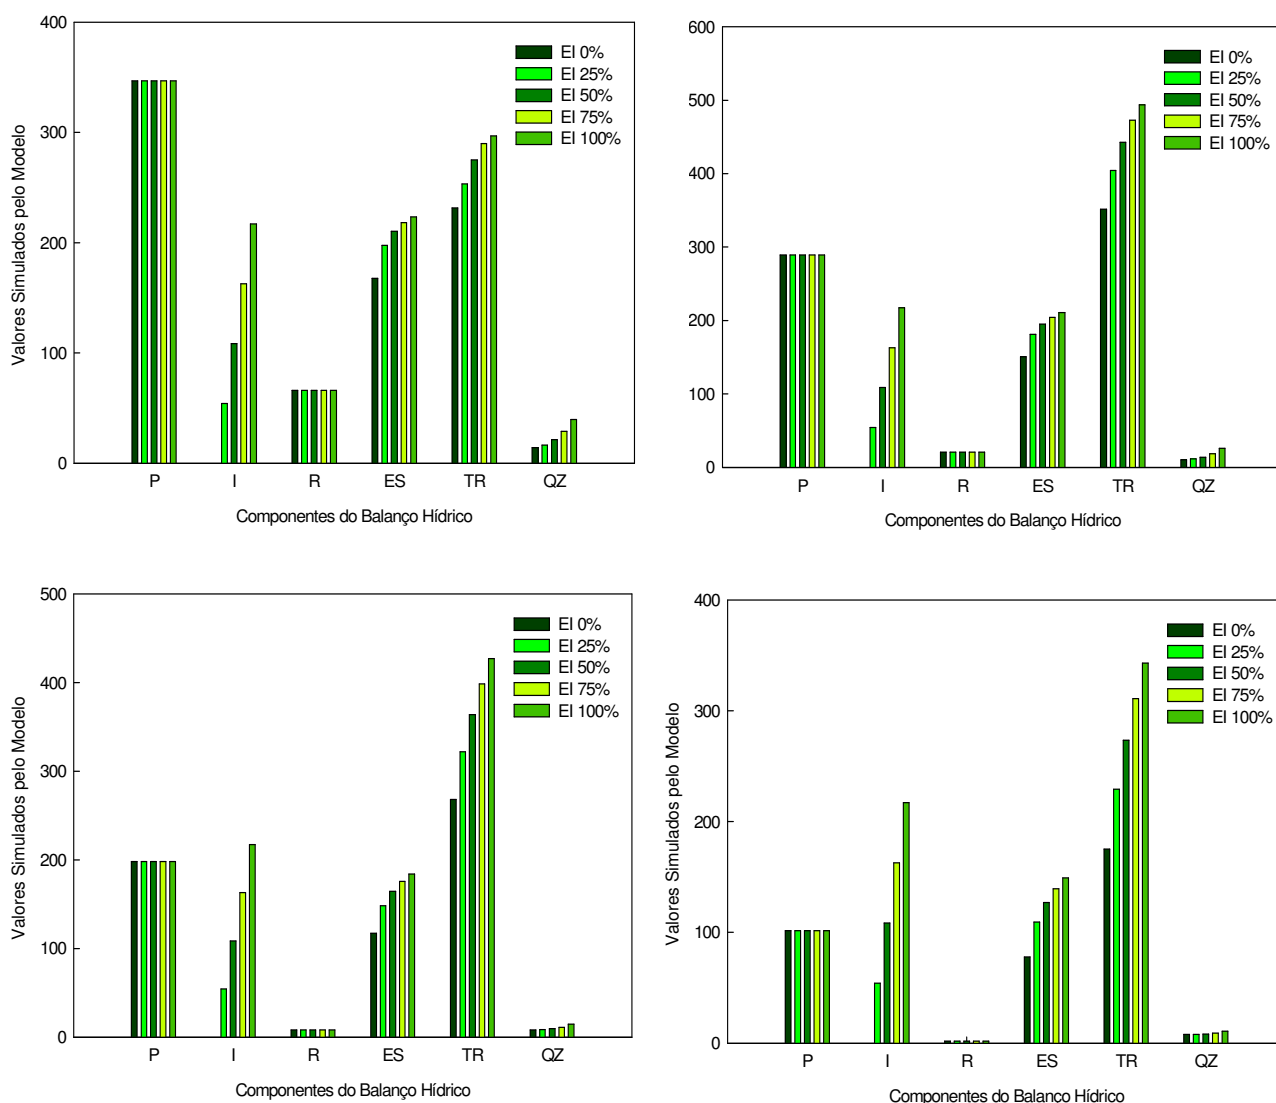 400
300
200
100
0
Valores Simulados pelo Modelo
EI 0%
EI 25%
EI 50%
EI 75%
EI 100%
P I R ES TR QZ
Componentes do Balanço Hídrico
600
500
400
300
200
100
0
EI 0%
EI 25%
EI 50%
EI 75%
EI 100%
P I R ES TR QZ
Componentes do Balanço Hídrico
500
400
300
200
100
0
Valores Simulados pelo Modelo
EI 0%
EI 25%
EI 50%
EI 75%
EI 100%
P I R ES TR QZ
Componentes do Balanço Hídrico
400
300
200
100
0
Valores Simulados pelo Modelo
EI 0%
EI 25%
EI 50%
EI 75%
EI 100%
P I R ES TR QZ
Componentes do Balanço Hídrico